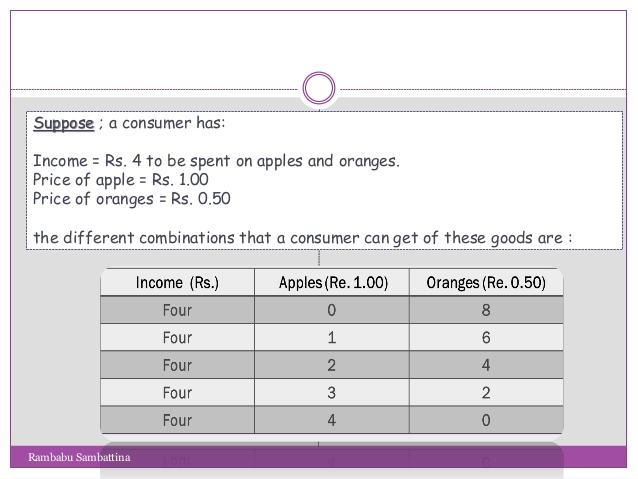 Suppose ; a consumer has:
Income = Rs. 4 to be spent on apples and oranges.
Price of apple = Rs. 1.00
Price of oranges = Rs. 0.50
the different combinations that a consumer can get of these goods are :
Income (Rs.) Apples (Re. 1.00) Oranges (Re. 0.50)
Four 0 8
Four 1 6
Four 2 4
Four 3 2
Four 4 0
Rambabu Sambattina